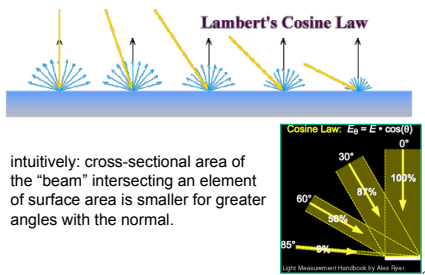 Lambert's Cosine Law
intuitively: cross-sectional area of
the “beam” intersecting an element
of surface area is smaller for greater
angles with the normal.
Cosine Law: Eθ = E • cos(θ)
0°
30°
100%
87%
60°
50%
85°
9%
Light Measurement Handbook by Alex Ryer.